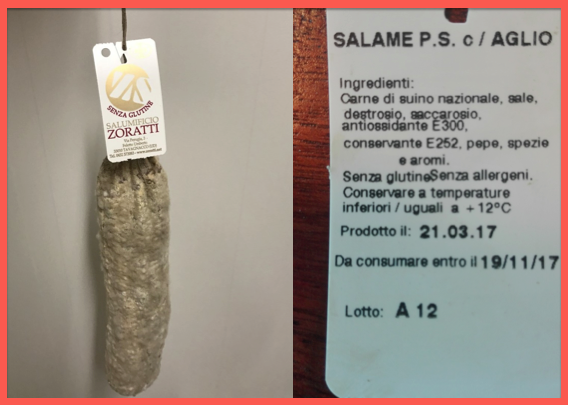 SENZA GLUTINE
SALUMIFICIO
ZORATTI
SALAME P.S. c / AGLIO
Ingredienti:
Carne di suino nazionale, sale,
destrosio, saccarosio,
antiossidante E300,
conservante E252, pepe, spezie
e aromi.
Senza glutineSenza allergeni.
Conservare a temperature
inferiori / uguali a +12°C
Prodotto il: 21.03.17
Da consumare entro il 19/11/17
Lotto: A 12